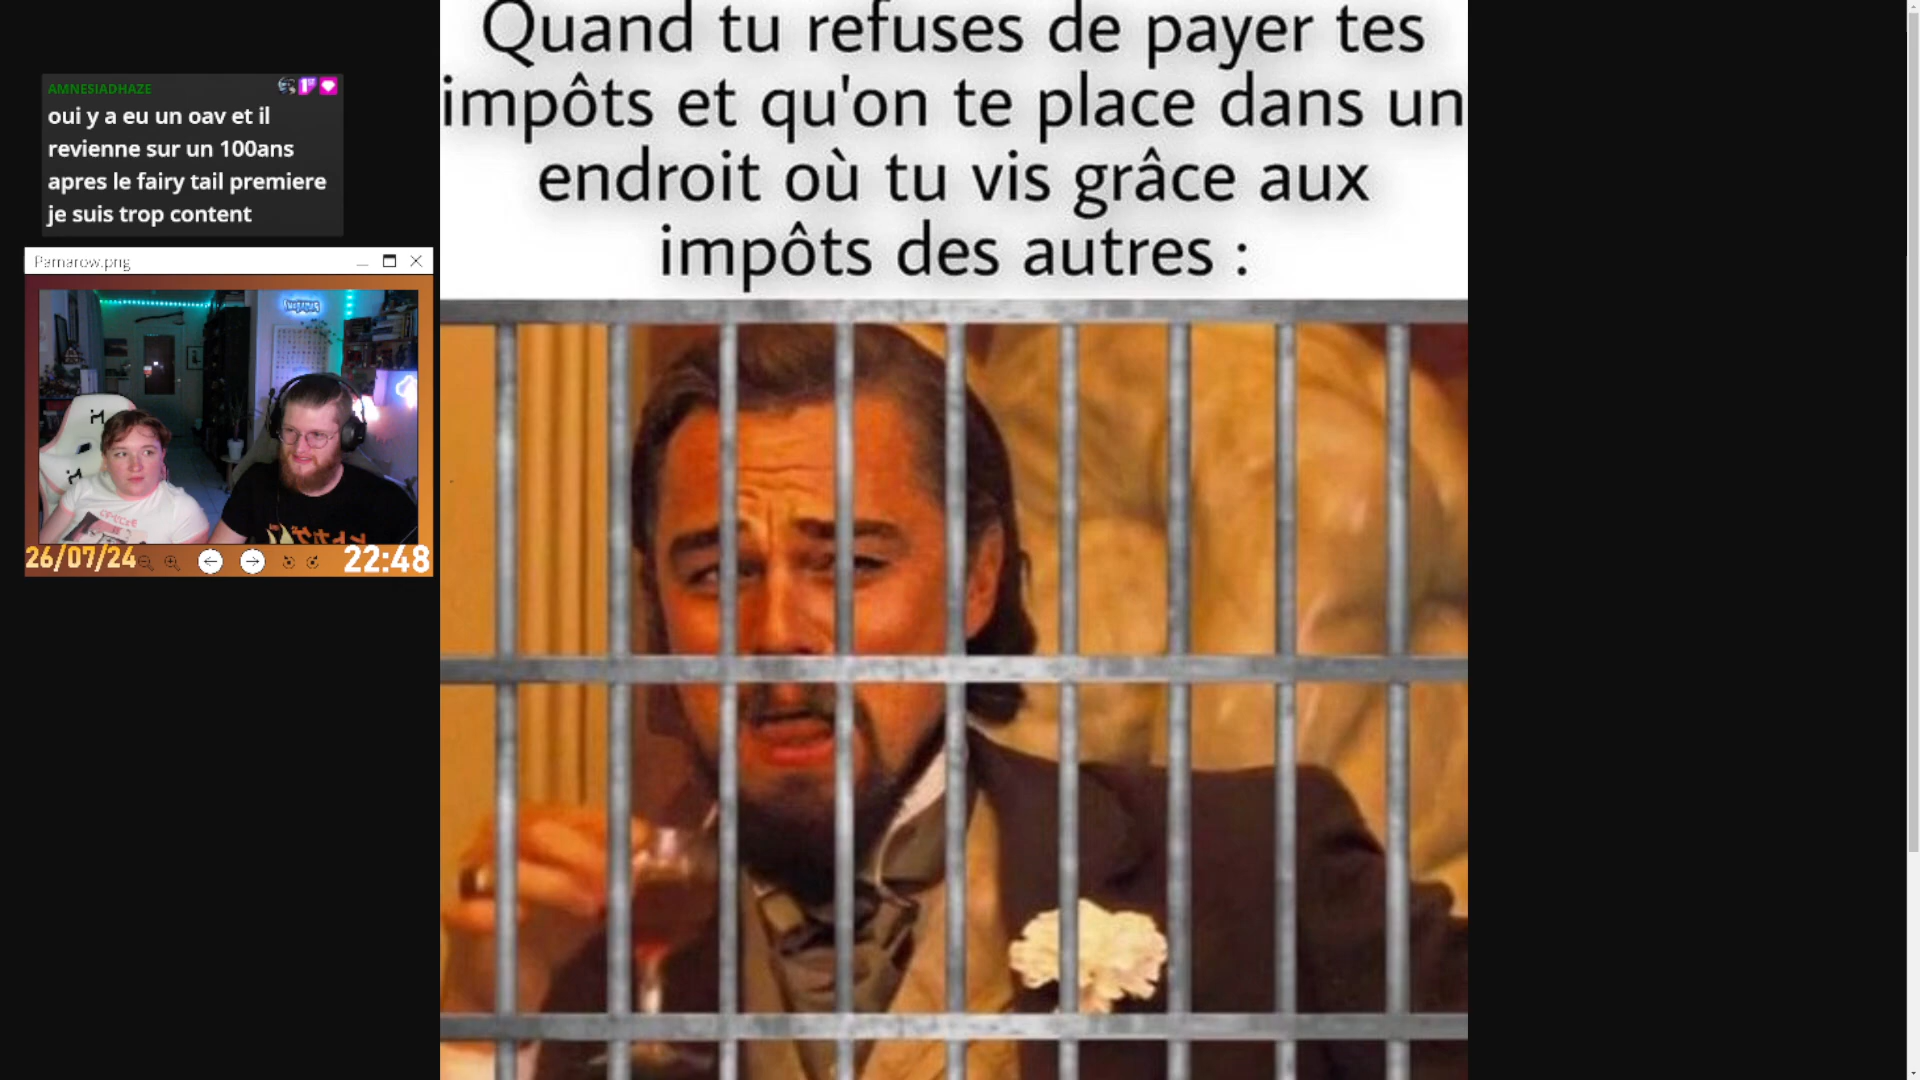 Quand tu refuses de payer tes
impôts et qu'on te place dans un
endroit où tu vis grâce aux
impôts des autres :
AMNESIADHAZE
oui y a eu un oav et il
revienne sur un 100ans
apres le fairy tail premiere
je suis trop content
Pamarow.png
26/07/24
22:48